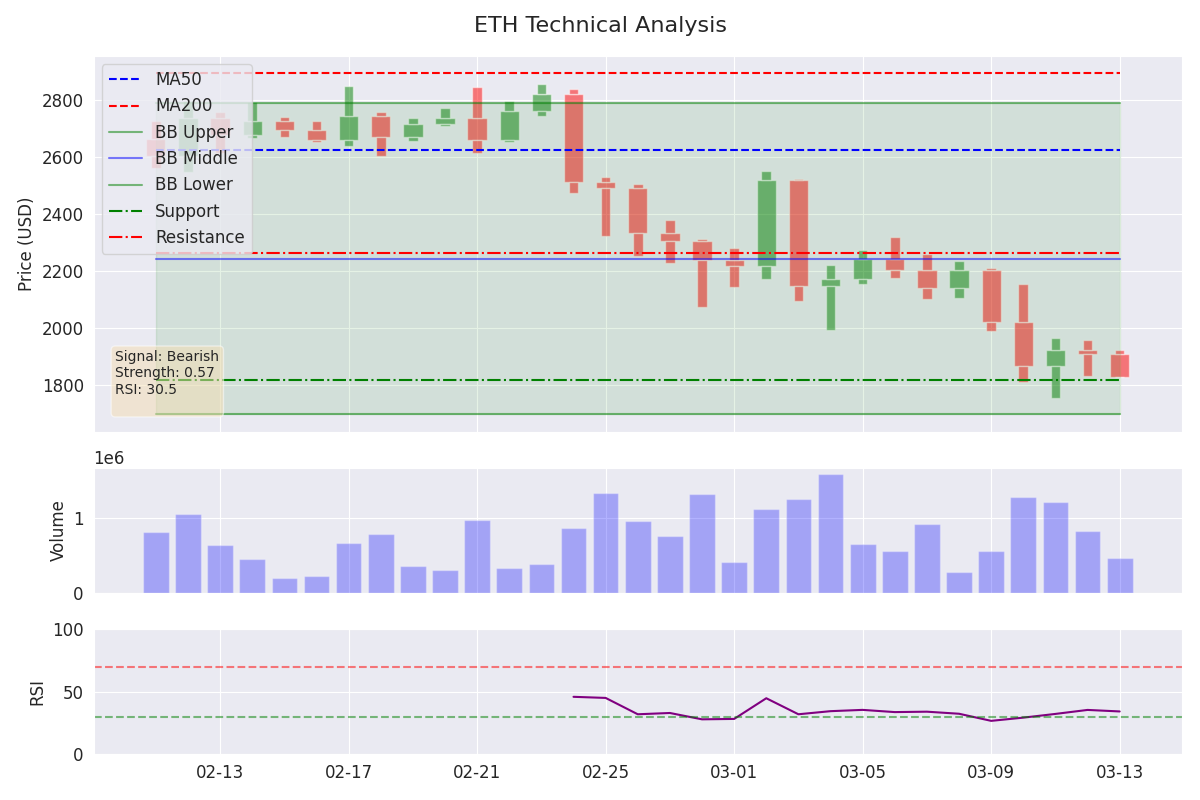 ETH Technical Analysis
MA50
MA200
BB Upper
BB Middle
BB Lower
Support
Resistance
Price (USD)
2800
2600
2400
2200
2000
1800
Signal: Bearish
Strength: 0.57
RSI: 30.5
1e6
Volume
1
0
RSI
100
50
0
02-13 02-17 02-21 02-25 03-01 03-05 03-09 03-13